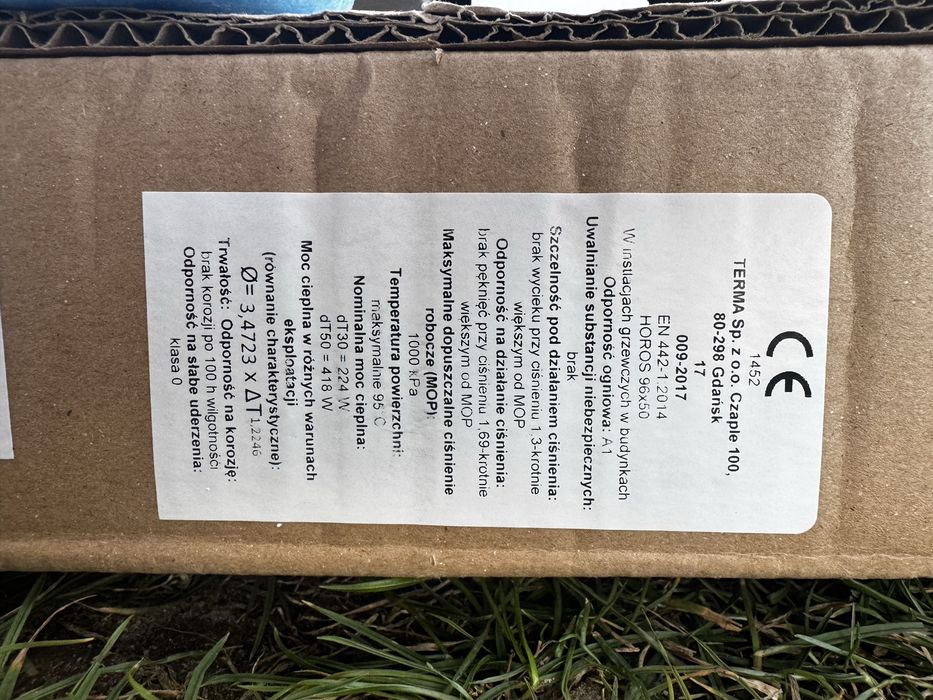 CE
1452
TERMA Sp. z o.o. Czaple 100,
80-298 Gdańsk
17
009-2017
EN 442-1:2014
HOROS 96x50
W instlacjach grzewczych w budynkach
Odporność ogniowa: A1
Uwalnianie substancji niebezpiecznych:
brak
Szczelność pod działaniem ciśnienia:
brak wycieku przy ciśnieniu 1,3-krotnie
większym od MOP
Odporność na działanie ciśnienia:
brak pęknięć przy ciśnieniu 1,69-krotnie
większym od MOP
Maksymalne dopuszczalne ciśnienie
robocze (MOP):
1000 kPa
Temperatura powierzchni:
maksymalnie 95°C
Nominalna moc cieplna:
dT30 = 224 W
dT50 = 418 W
Moc cieplna w różnych warunach
eksploatacji
(równanie charakterystyczne):
Ø= 3,4723 x ΔT1,2246
Trwałość: Odporność na korozję:
brak korozji po 100 h wilgotności
Odporność na słabe uderzenia:
klasa 0